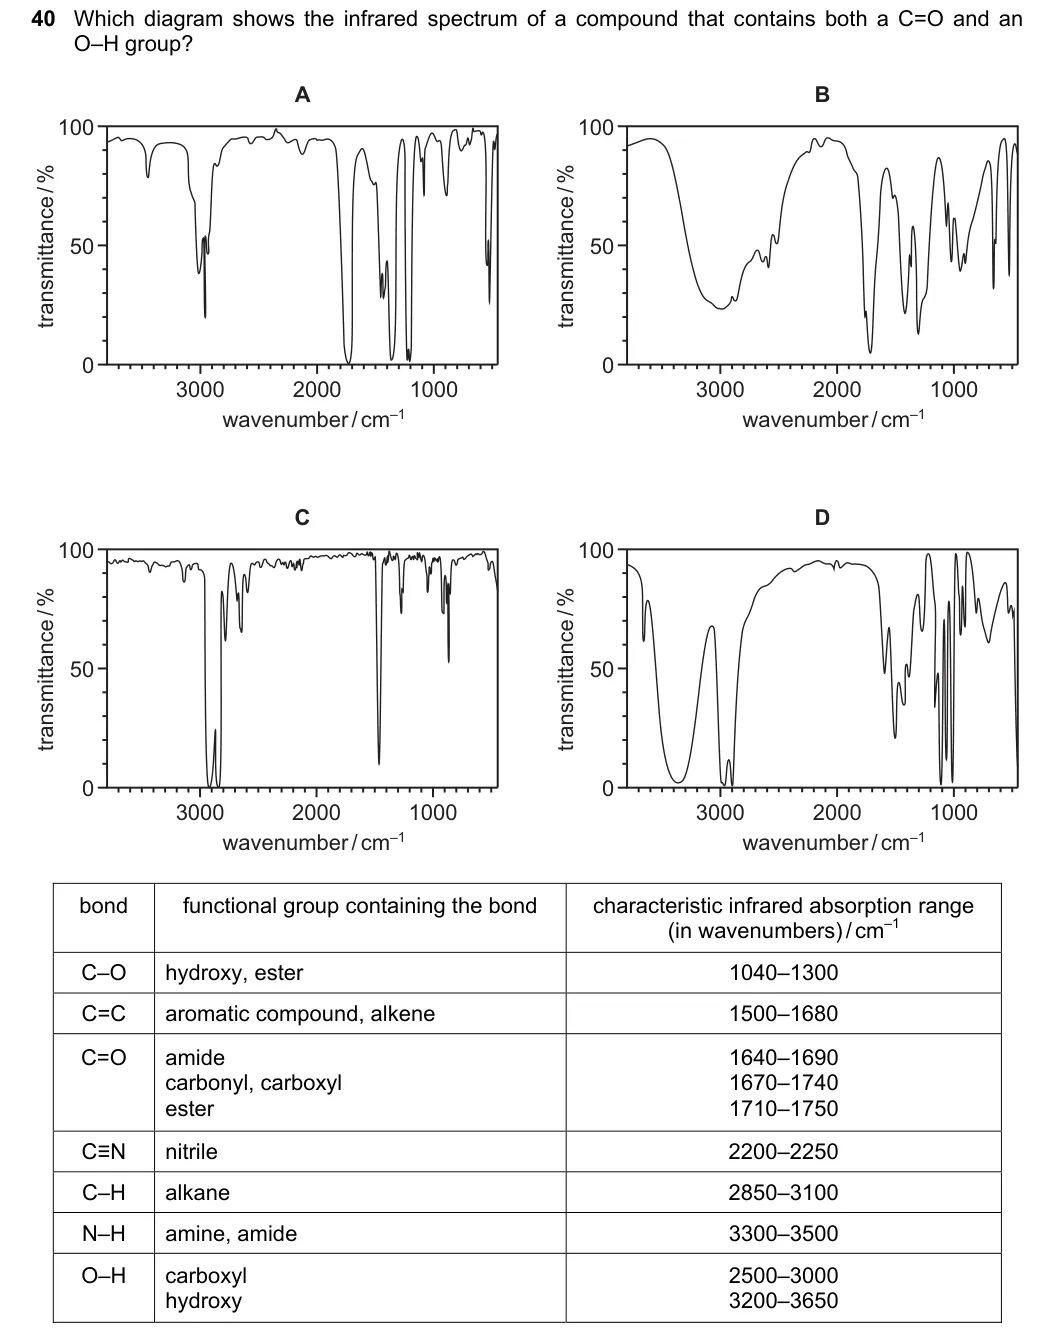 40 Which diagram shows the infrared spectrum of a compound that contains both a C=O and an
O–H group?
A
100
50
0
transmittance / %
3000 2000 1000
wavenumber / cm⁻¹
B
100
50
0
transmittance / %
3000 2000 1000
wavenumber / cm⁻¹
C
100
50
0
transmittance / %
3000 2000 1000
wavenumber / cm⁻¹
D
100
50
0
transmittance / %
3000 2000 1000
wavenumber / cm⁻¹
bond functional group containing the bond characteristic infrared absorption range
(in wavenumbers) / cm⁻¹
C–O hydroxy, ester 1040–1300
C=C aromatic compound, alkene 1500–1680
C=O amide 1640–1690
carbonyl, carboxyl 1670–1740
ester 1710–1750
C≡N nitrile 2200–2250
C–H alkane 2850–3100
N–H amine, amide 3300–3500
O–H carboxyl 2500–3000
hydroxy 3200–3650